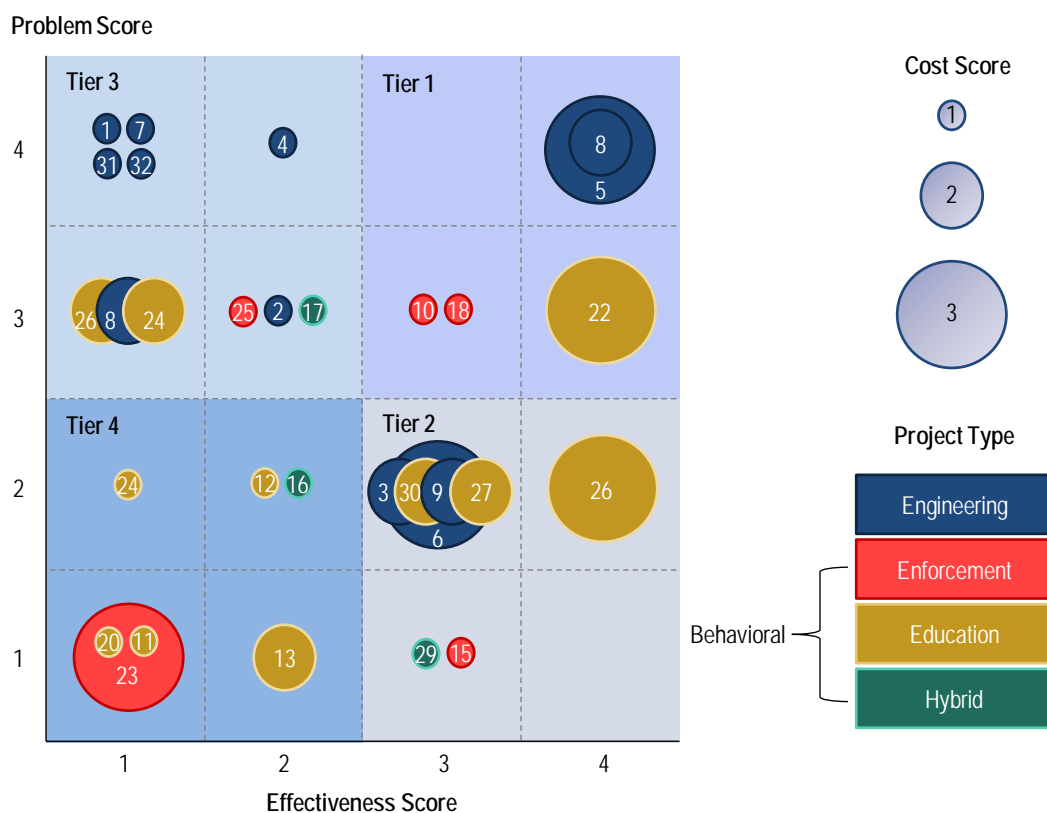 Problem Score
Cost Score
Tier 3
Tier 1
1
1 7
4
4
8
31 32
5
2
3
26 8 24
25 2 17
10 18
22
3
Tier 4
Tier 2
Project Type
2
24
12 16
3 30 9 27
26
6
Engineering
Enforcement
1
20 11
23
13
29 15
Behavioral
Education
Hybrid
1 2 3 4
Effectiveness Score